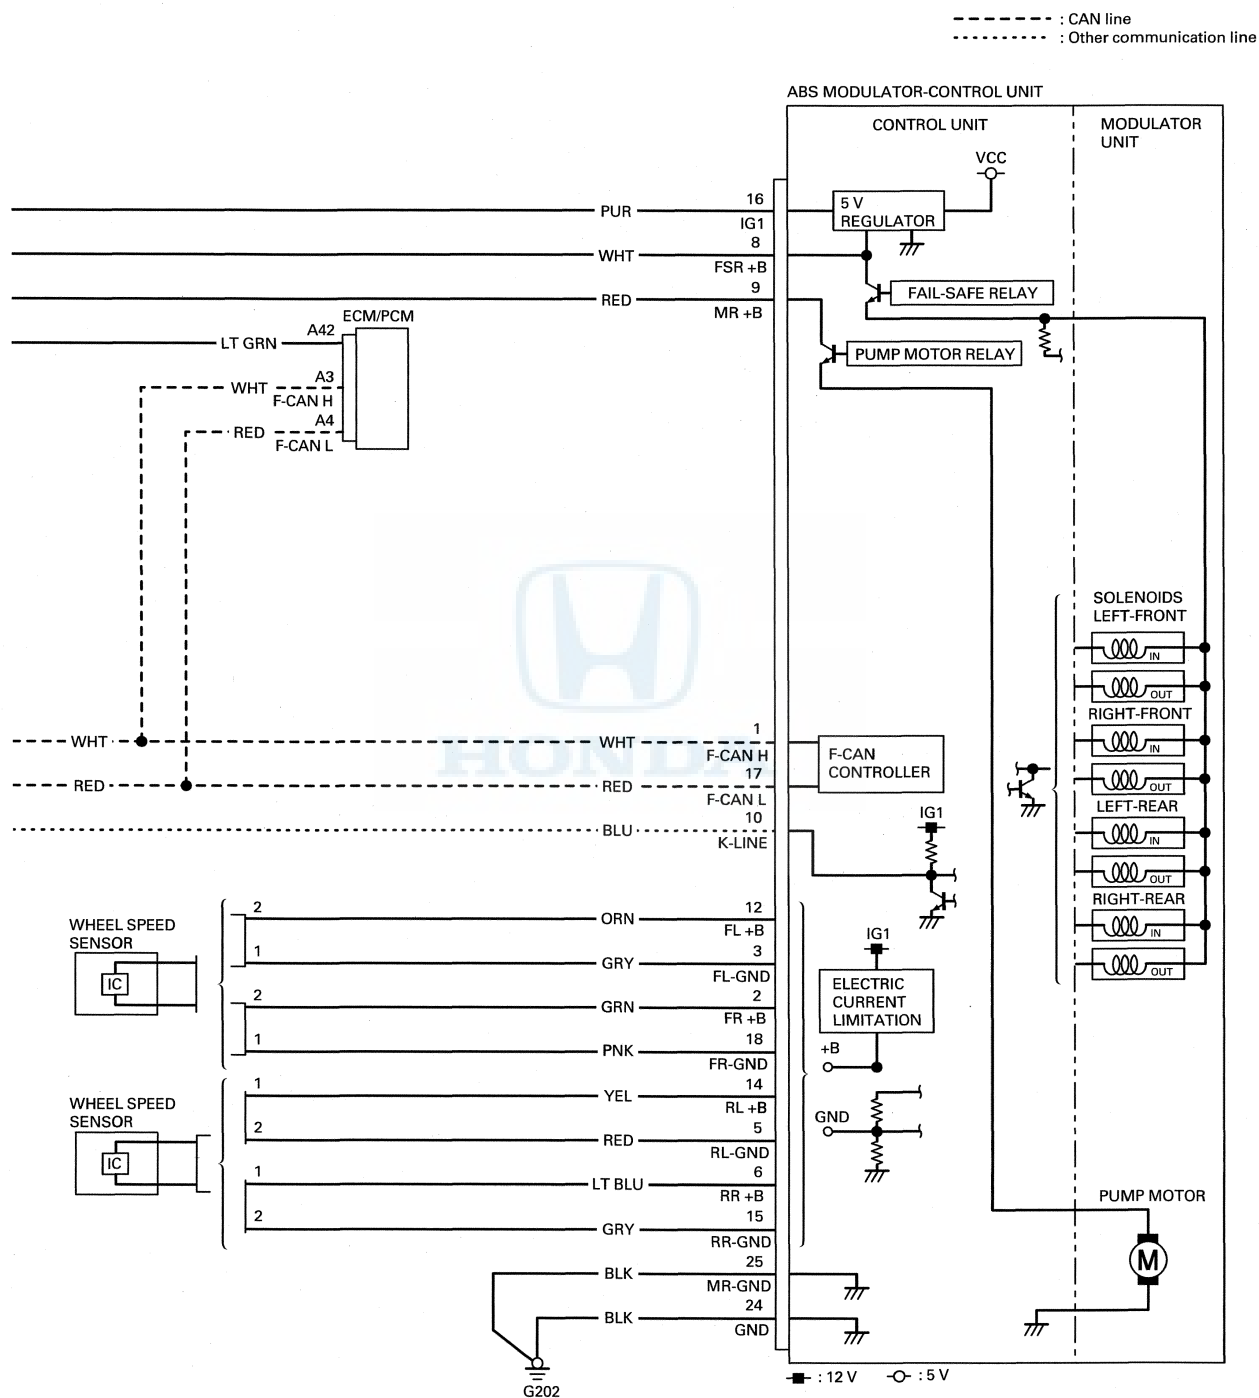 : CAN line
: Other communication line
ABS MODULATOR-CONTROL UNIT
CONTROL UNIT
MODULATOR
UNIT
VCC
PUR
16
IG1
5 V
REGULATOR
WHT
8
FSR +B
RED
9
MR +B
FAIL-SAFE RELAY
PUMP MOTOR RELAY
ECM/PCM
LT GRN
A42
WHT
A3
F-CAN H
RED
A4
F-CAN L
SOLENOIDS
LEFT-FRONT
IN
OUT
RIGHT-FRONT
IN
OUT
LEFT-REAR
IN
OUT
RIGHT-REAR
IN
OUT
HONDA
WHT
WHT
1
F-CAN H
RED
RED
17
F-CAN L
F-CAN
CONTROLLER
BLU
10
K-LINE
IG1
WHEEL SPEED
SENSOR
IC
2
ORN
12
FL +B
1
GRY
3
FL-GND
2
GRN
2
FR +B
1
PNK
18
FR-GND
IG1
ELECTRIC
CURRENT
LIMITATION
+B
GND
WHEEL SPEED
SENSOR
IC
1
YEL
14
RL +B
2
RED
5
RL-GND
1
LT BLU
6
RR +B
2
GRY
15
RR-GND
BLK
25
MR-GND
BLK
24
GND
G202
PUMP MOTOR
M
: 12 V
: 5 V